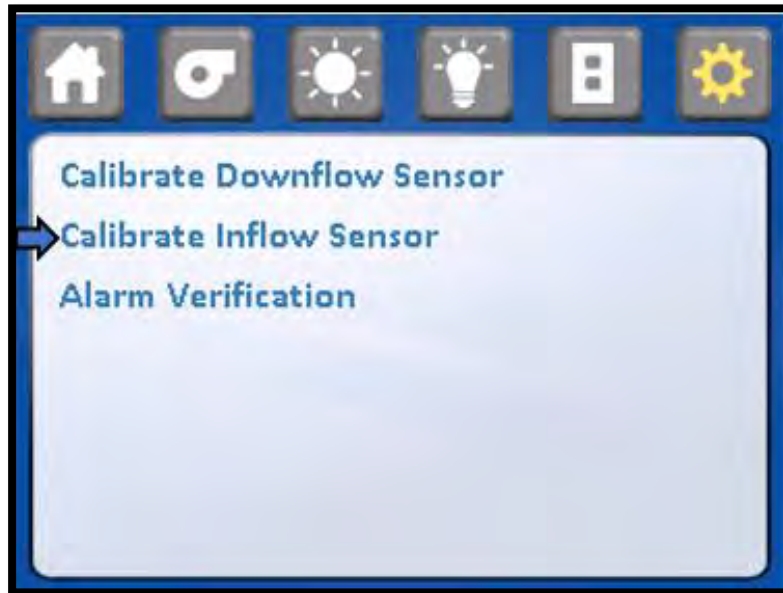 Calibrate Downflow Sensor
Calibrate Inflow Sensor
Alarm Verification